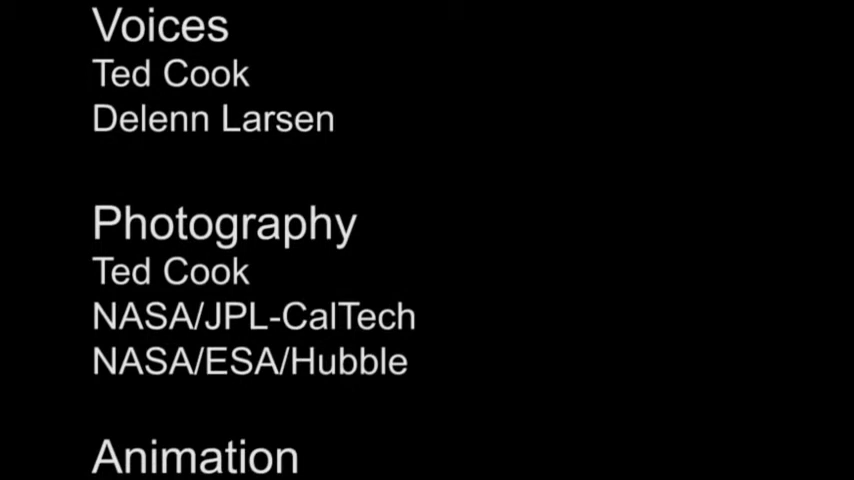 Voices
Ted Cook
Delenn Larsen
Photography
Ted Cook
NASA/JPL-CalTech
NASA/ESA/Hubble
Animation